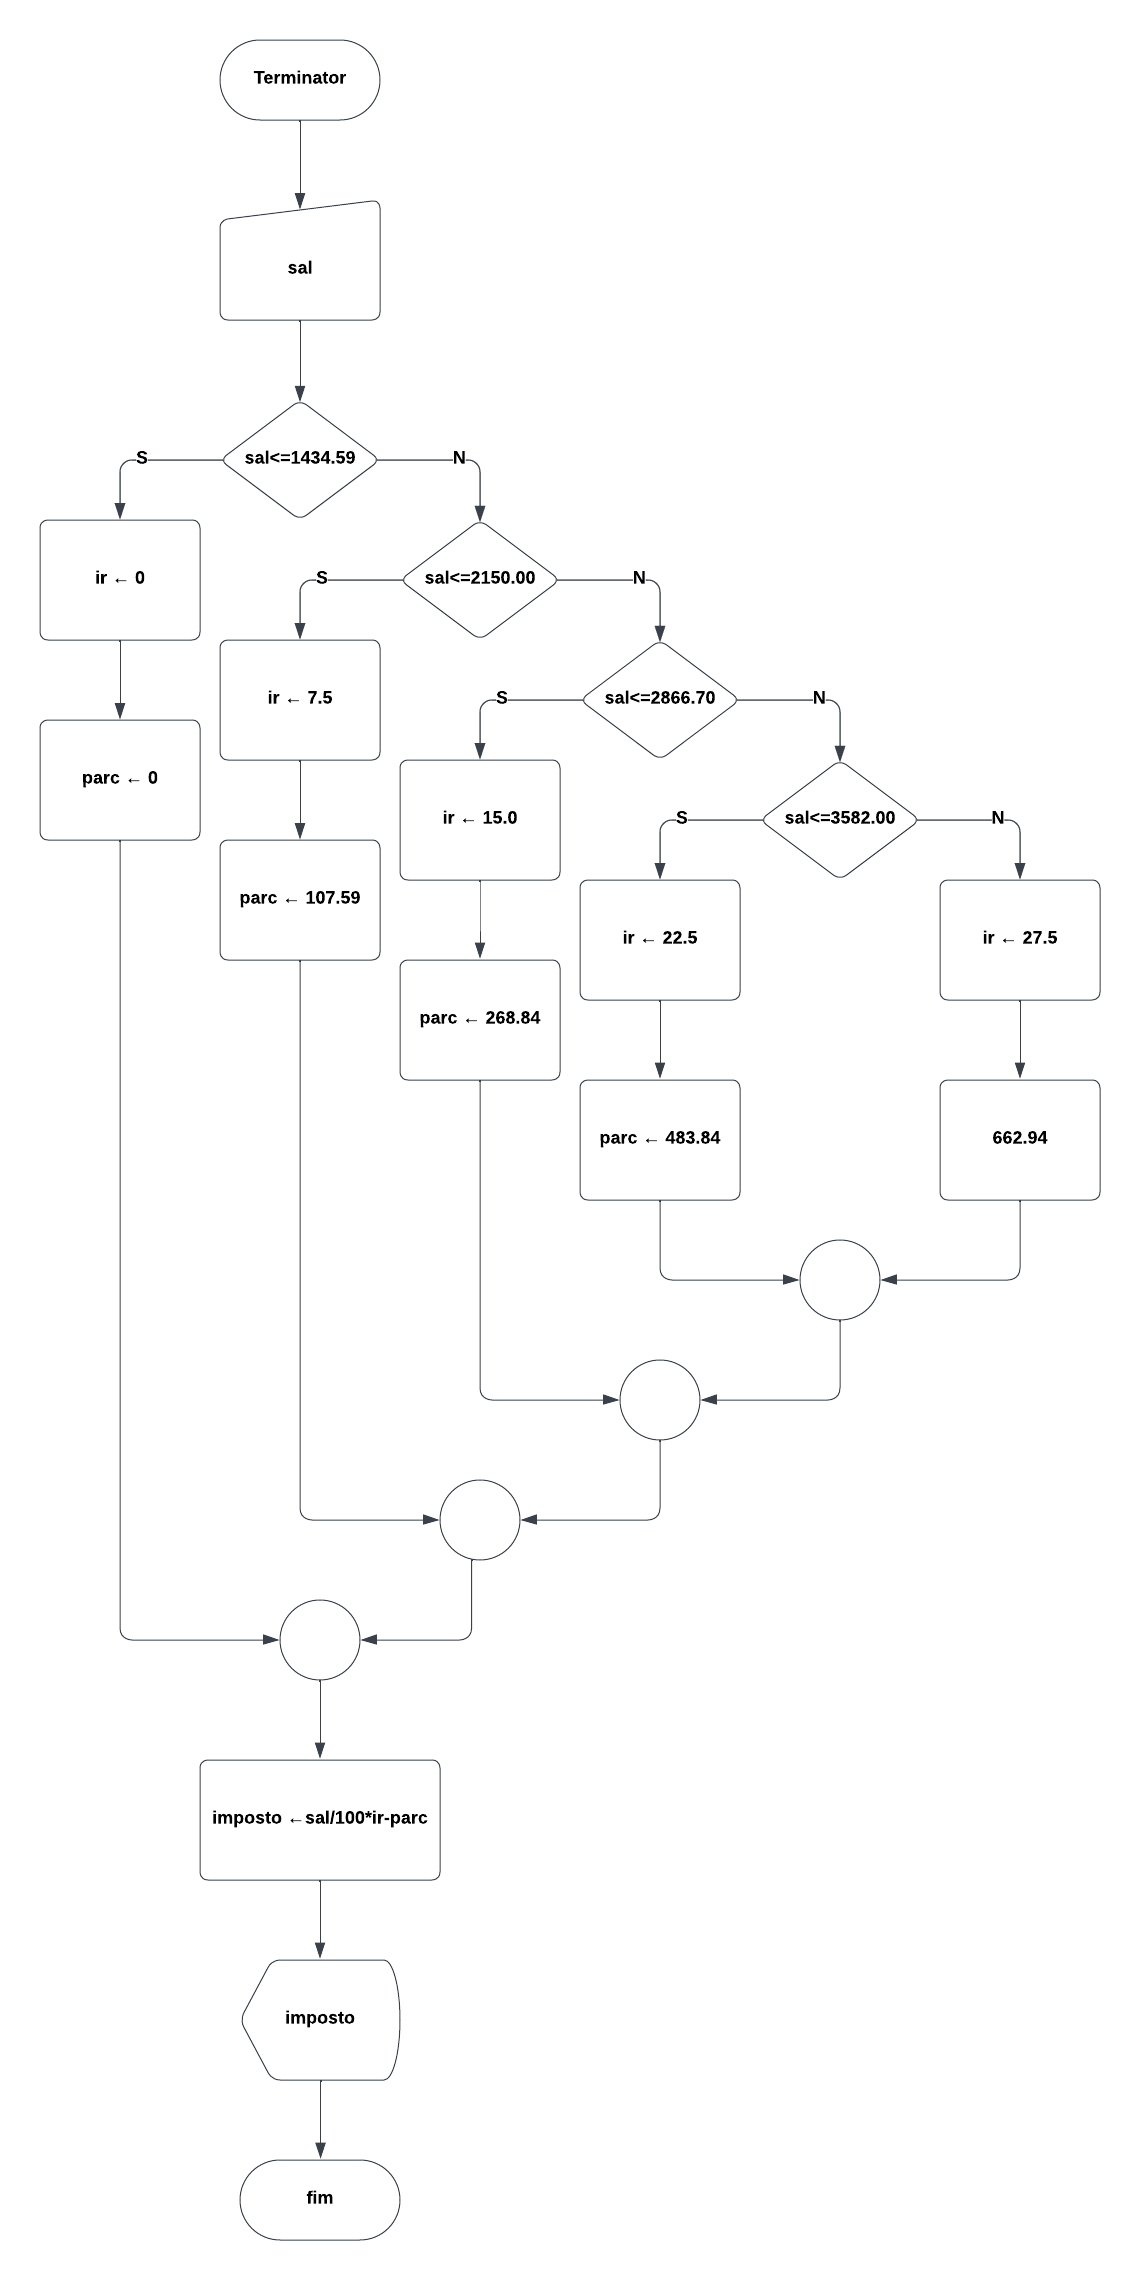 Terminator
sal
sal<=1434.59
S
N
ir ← 0
sal<=2150.00
S
N
parc ← 0
ir ← 7.5
sal<=2866.70
S
N
parc ← 107.59
ir ← 15.0
sal<=3582.00
S
N
parc ← 268.84
ir ← 22.5
ir ← 27.5
parc ← 483.84
662.94
imposto ←sal/100*ir-parc
imposto
fim